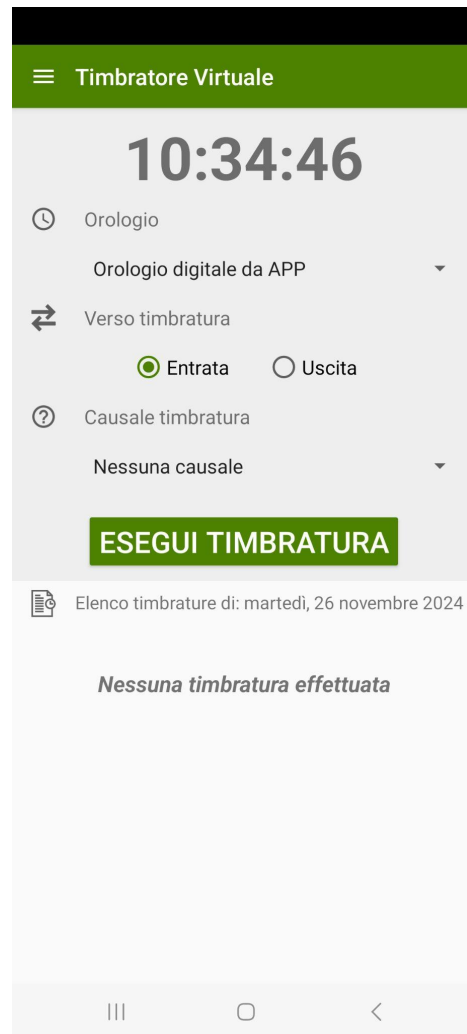 Timbratore Virtuale
10:34:46
Orologio
Orologio digitale da APP
Verso timbratura
Entrata Uscita
Causale timbratura
Nessuna causale
ESEGUI TIMBRATURA
Elenco timbrature di: martedì, 26 novembre 2024
Nessuna timbratura effettuata